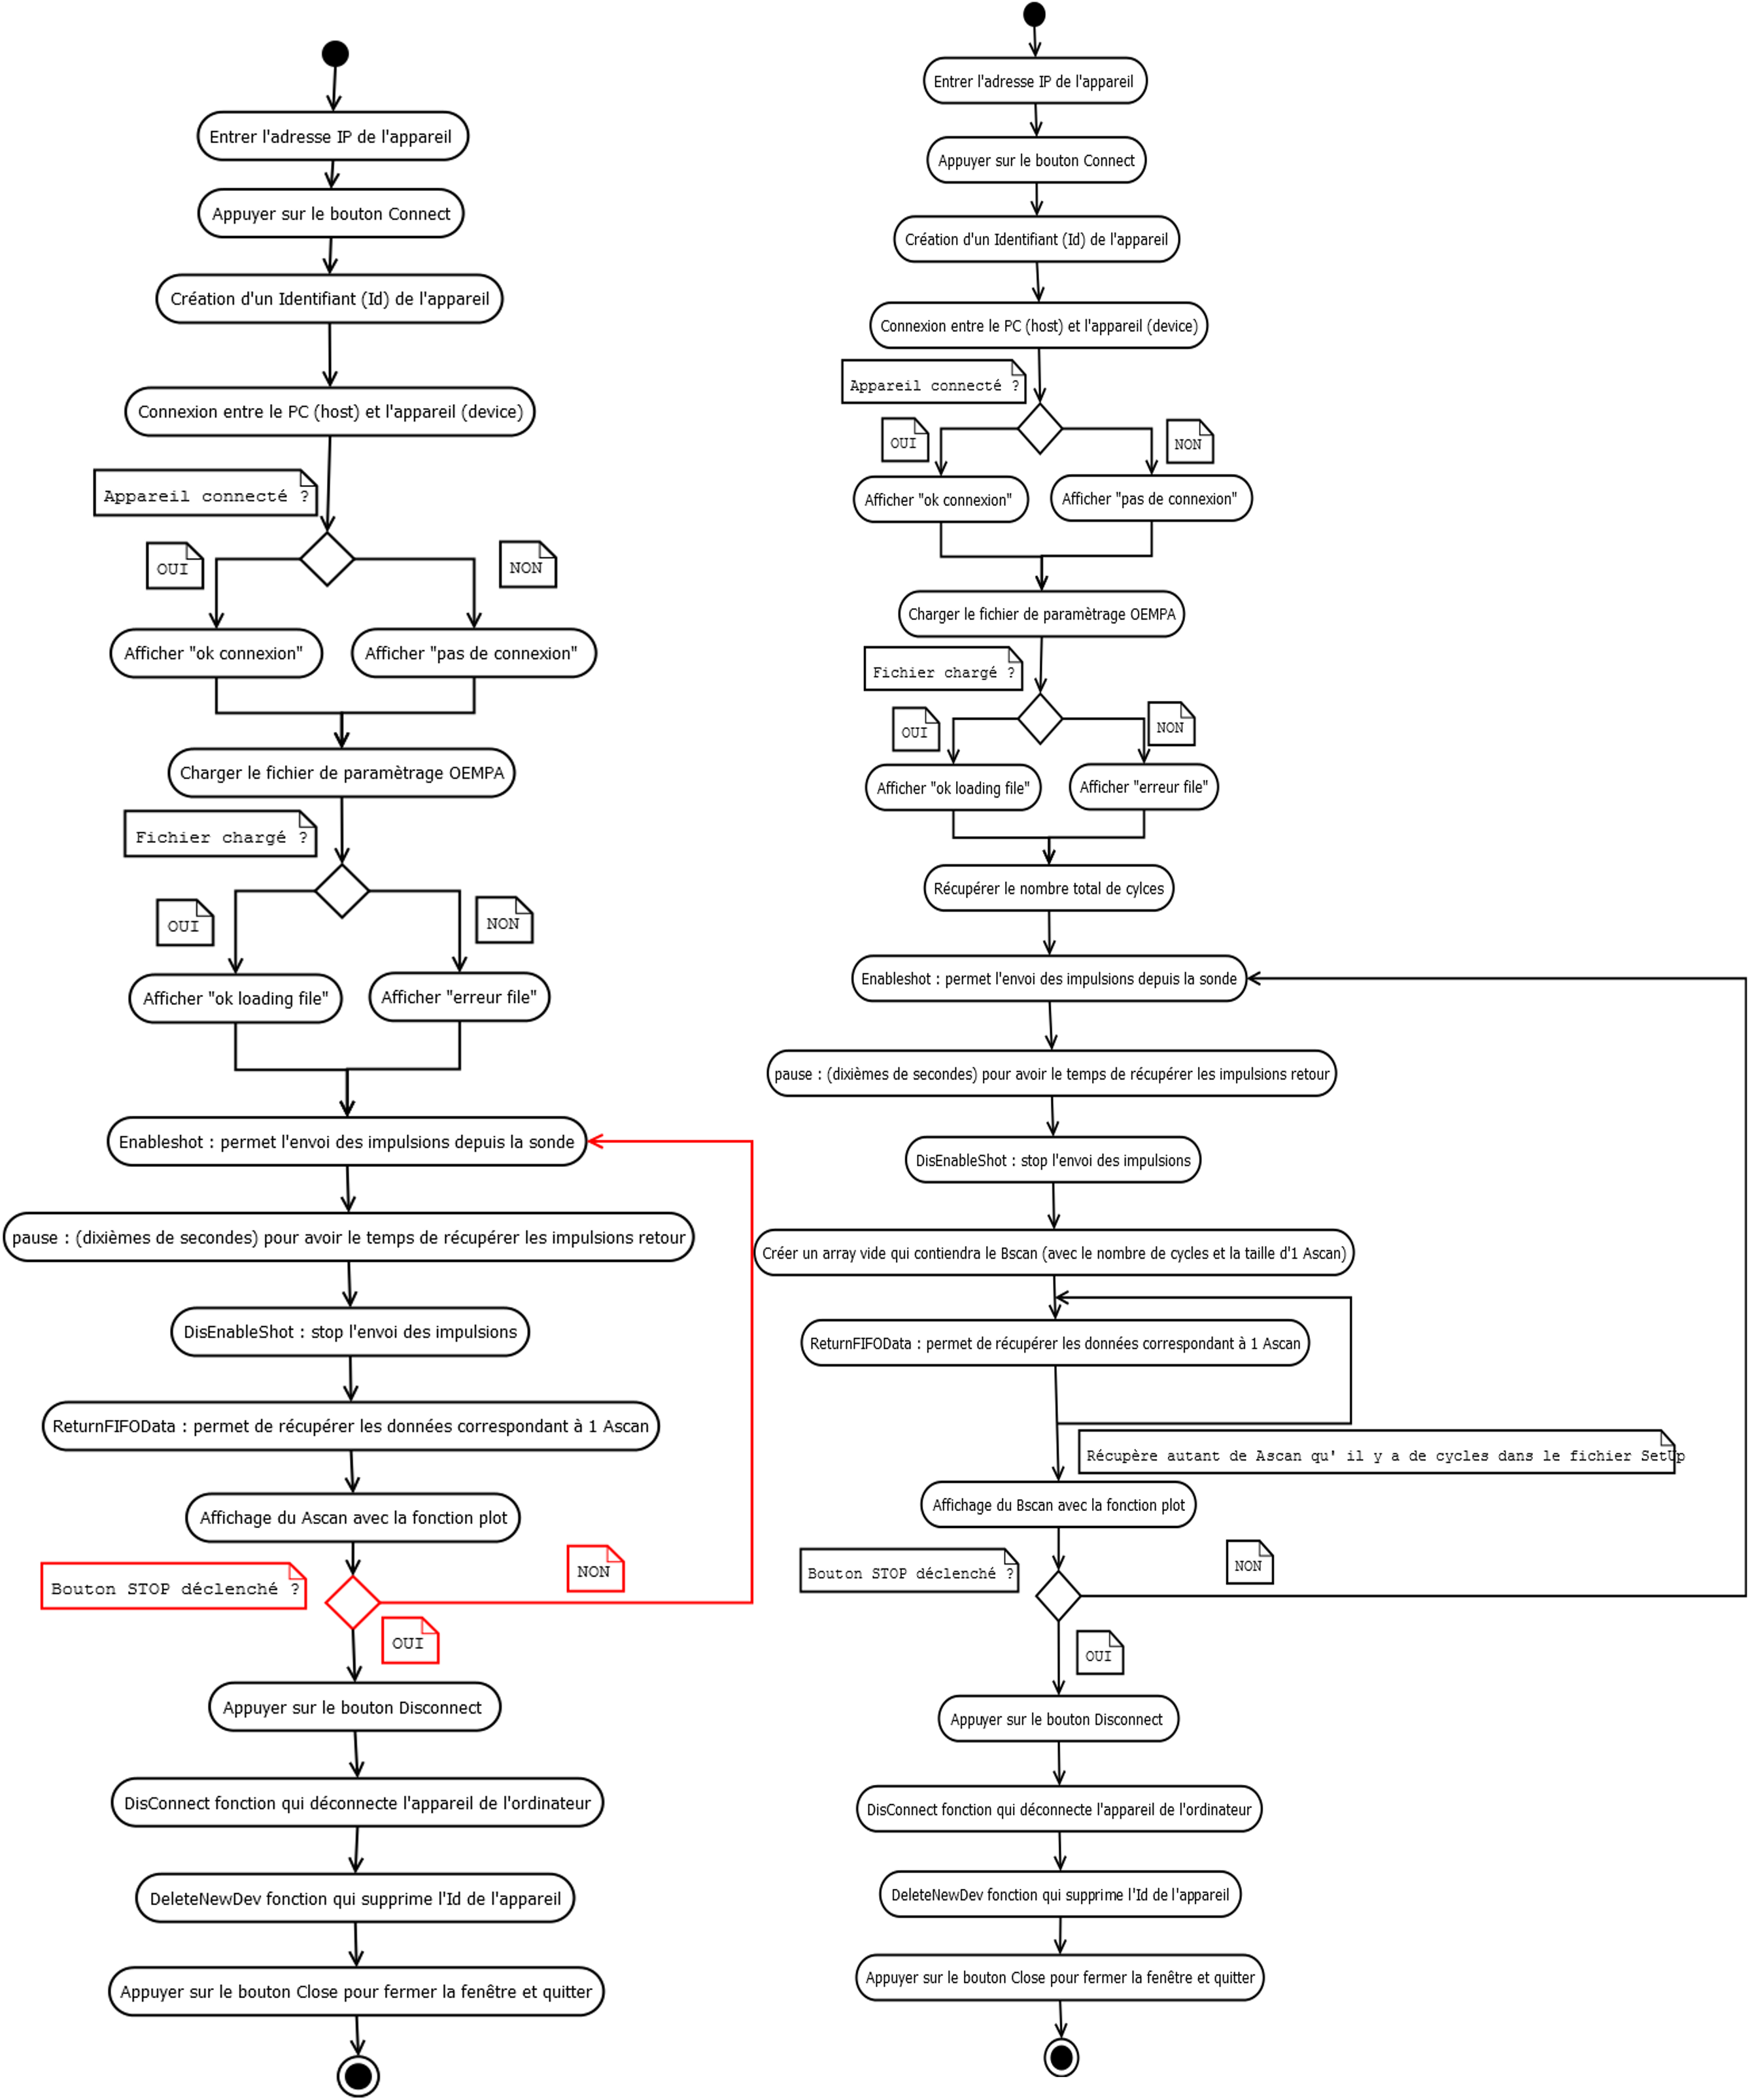 Entrer l'adresse IP de l'appareil
Appuyer sur le bouton Connect
Création d'un Identifiant (Id) de l'appareil
Connexion entre le PC (host) et l'appareil (device)
Appareil connecté ?
OUI
NON
Afficher "ok connexion"
Afficher "pas de connexion"
Charger le fichier de paramètrage OEMPA
Fichier chargé ?
OUI
NON
Afficher "ok loading file"
Afficher "erreur file"
Enableshot : permet l'envoi des impulsions depuis la sonde
pause : (dixièmes de secondes) pour avoir le temps de récupérer les impulsions retour
DisEnableShot : stop l'envoi des impulsions
ReturnFIFOData : permet de récupérer les données correspondant à 1 Ascan
Affichage du Ascan avec la fonction plot
Bouton STOP déclenché ?
NON
OUI
Appuyer sur le bouton Disconnect
DisConnect fonction qui déconnecte l'appareil de l'ordinateur
DeleteNewDev fonction qui supprime l'Id de l'appareil
Appuyer sur le bouton Close pour fermer la fenêtre et quitter
Entrer l'adresse IP de l'appareil
Appuyer sur le bouton Connect
Création d'un Identifiant (Id) de l'appareil
Connexion entre le PC (host) et l'appareil (device)
Appareil connecté ?
OUI
NON
Afficher "ok connexion"
Afficher "pas de connexion"
Charger le fichier de paramètrage OEMPA
Fichier chargé ?
OUI
NON
Afficher "ok loading file"
Afficher "erreur file"
Récupérer le nombre total de cylces
Enableshot : permet l'envoi des impulsions depuis la sonde
pause : (dixièmes de secondes) pour avoir le temps de récupérer les impulsions retour
DisEnableShot : stop l'envoi des impulsions
Créer un array vide qui contiendra le Bscan (avec le nombre de cycles et la taille d'1 Ascan)
ReturnFIFOData : permet de récupérer les données correspondant à 1 Ascan
Récupère autant de Ascan qu' il y a de cycles dans le fichier SetUp
Affichage du Bscan avec la fonction plot
Bouton STOP déclenché ?
NON
OUI
Appuyer sur le bouton Disconnect
DisConnect fonction qui déconnecte l'appareil de l'ordinateur
DeleteNewDev fonction qui supprime l'Id de l'appareil
Appuyer sur le bouton Close pour fermer la fenêtre et quitter